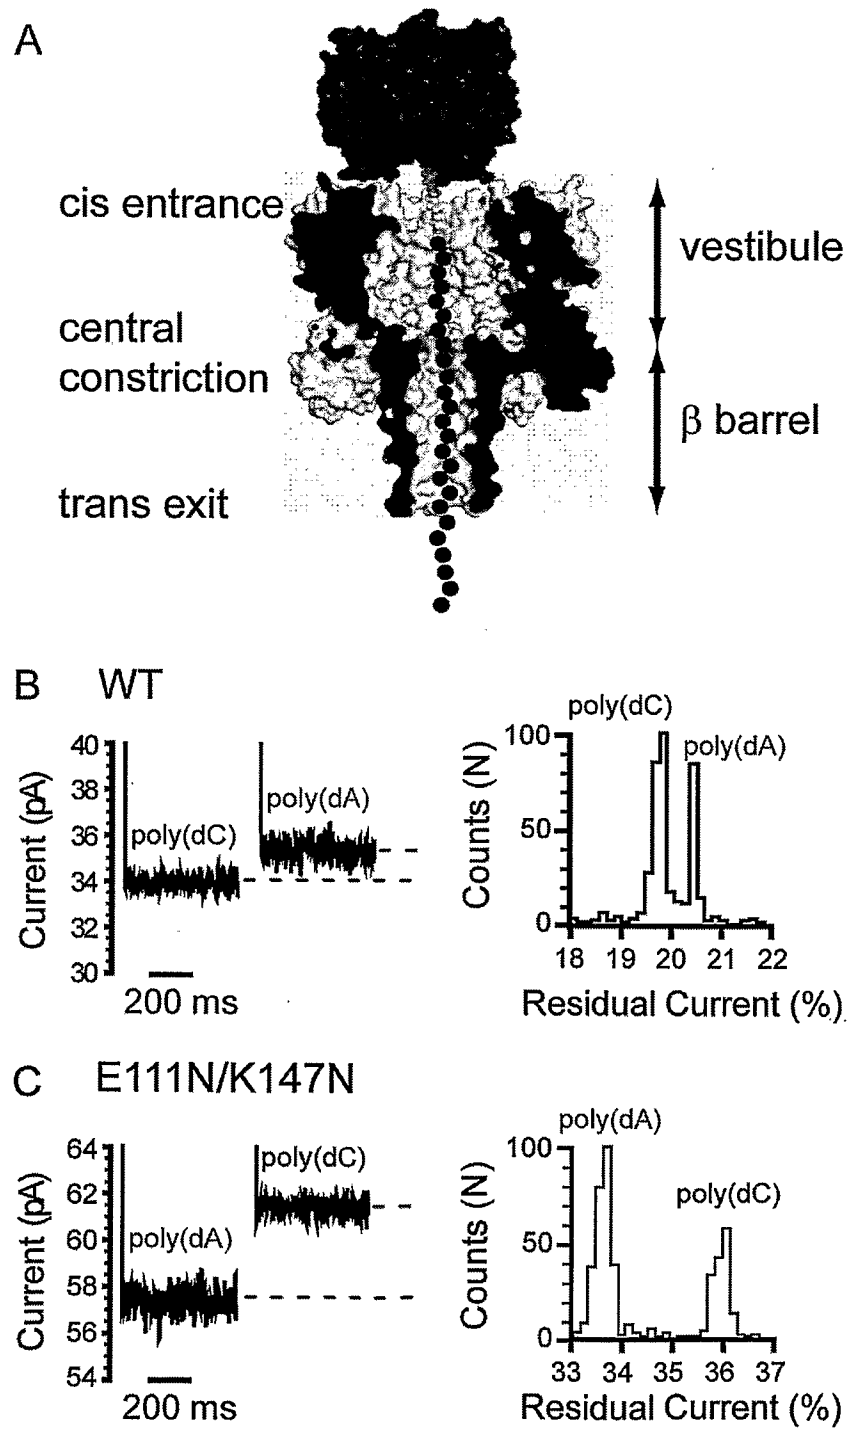 A
cis entrance
vestibule
central
constriction
β barrel
trans exit
B WT
Current (pA)
40
38
36
34
32
30
poly(dC)
poly(dA)
200 ms
Counts (N)
100
50
0
poly(dC)
poly(dA)
18 19 20 21 22
Residual Current (%)
C E111N/K147N
Current (pA)
64
62
60
58
56
54
poly(dA)
poly(dC)
200 ms
Counts (N)
100
50
0
poly(dA)
poly(dC)
33 34 35 36 37
Residual Current (%)